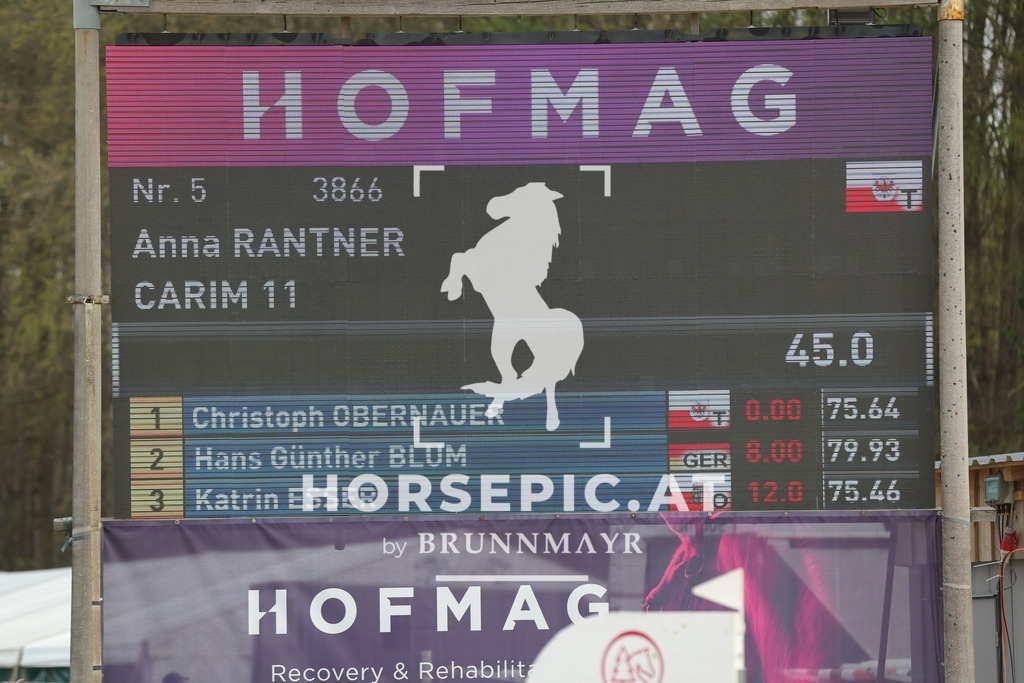 HOFMAG
Nr. 5 3866
T
Anna RANTNER
CARIM 11
45.0
1 Christoph OBERNAUER T 0.00 75.64
2 Hans Günther BLUM GER 8.00 79.93
3 Katrin 12.0 75.46
HORSEPIC.AT
by BRUNNMAYR
HOFMAG
Recovery &